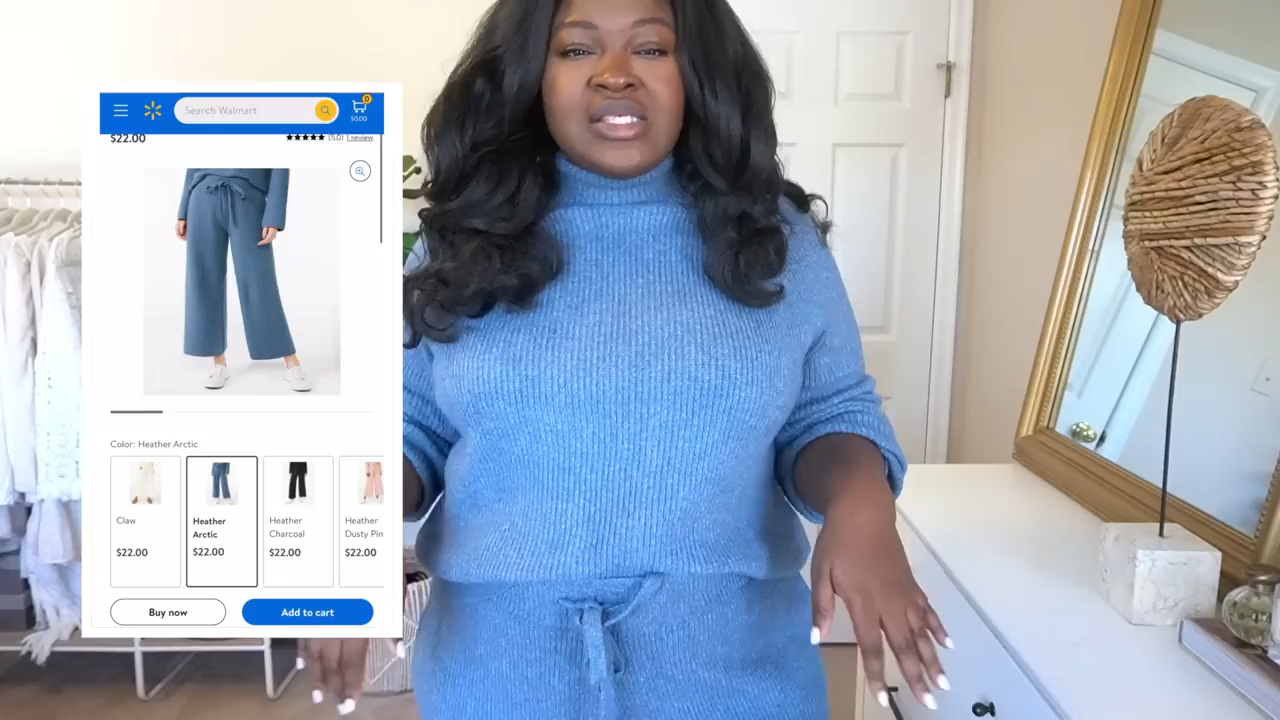 Search Walmart
0
$0.00
$22.00
(5.0) 1 review
Color: Heather Arctic
Claw
$22.00
Heather
Arctic
$22.00
Heather
Charcoal
$22.00
Heather
Dusty Pin
$22.00
Buy now
Add to cart